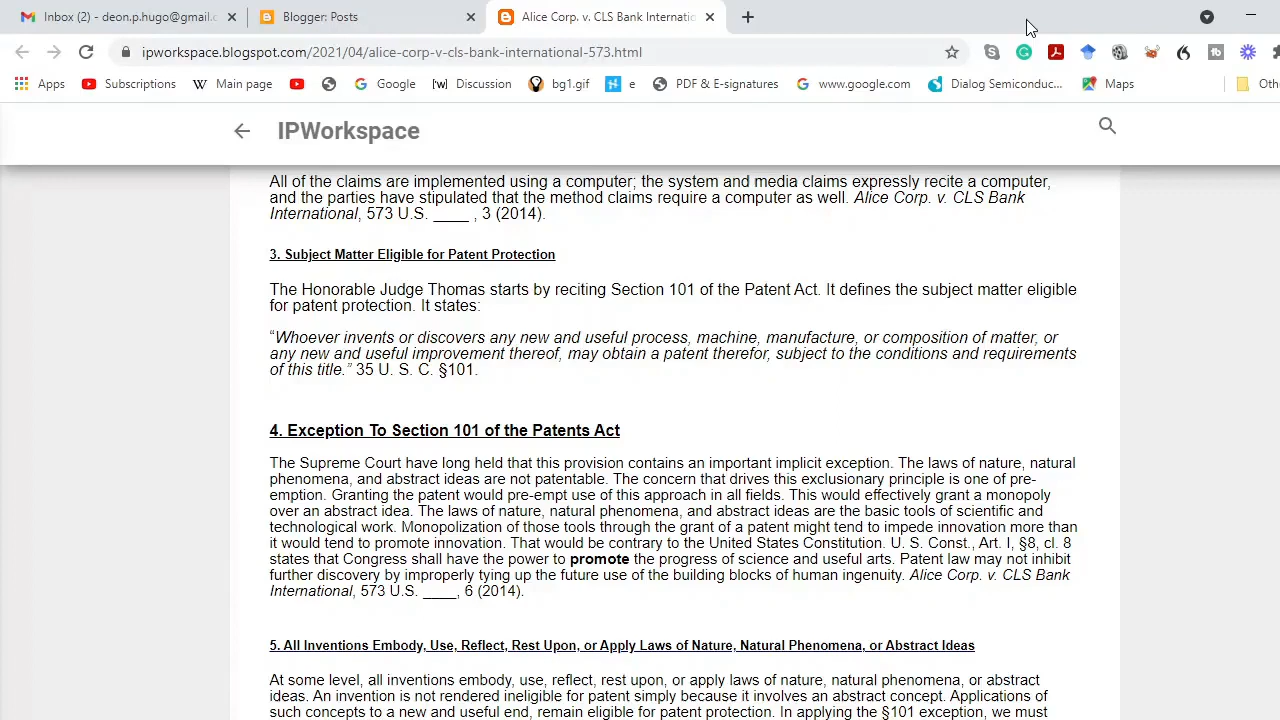 Inbox (2) - deon.p.hugo@gmail.c
Blogger: Posts
Alice Corp. v. CLS Bank Internatio
ipworkspace.blogspot.com/2021/04/alice-corp-v-cls-bank-international-573.html
Apps
Subscriptions
Main page
Google
[w]
Discussion
bg1.gif
e
PDF & E-signatures
www.google.com
Dialog Semiconduc...
Maps
Oth
IPWorkspace
All of the claims are implemented using a computer; the system and media claims expressly recite a computer,
and the parties have stipulated that the method claims require a computer as well. Alice Corp. v. CLS Bank
International, 573 U.S. ____ , 3 (2014).
3. Subject Matter Eligible for Patent Protection
The Honorable Judge Thomas starts by reciting Section 101 of the Patent Act. It defines the subject matter eligible
for patent protection. It states:
“Whoever invents or discovers any new and useful process, machine, manufacture, or composition of matter, or
any new and useful improvement thereof, may obtain a patent therefor, subject to the conditions and requirements
of this title.” 35 U. S. C. §101.
4. Exception To Section 101 of the Patents Act
The Supreme Court have long held that this provision contains an important implicit exception. The laws of nature, natural
phenomena, and abstract ideas are not patentable. The concern that drives this exclusionary principle is one of pre-
emption. Granting the patent would pre-empt use of this approach in all fields. This would effectively grant a monopoly
over an abstract idea. The laws of nature, natural phenomena, and abstract ideas are the basic tools of scientific and
technological work. Monopolization of those tools through the grant of a patent might tend to impede innovation more than
it would tend to promote innovation. That would be contrary to the United States Constitution. U. S. Const., Art. I, §8, cl. 8
states that Congress shall have the power to promote the progress of science and useful arts. Patent law may not inhibit
further discovery by improperly tying up the future use of the building blocks of human ingenuity. Alice Corp. v. CLS Bank
International, 573 U.S. ____, 6 (2014).
5. All Inventions Embody, Use, Reflect, Rest Upon, or Apply Laws of Nature, Natural Phenomena, or Abstract Ideas
At some level, all inventions embody, use, reflect, rest upon, or apply laws of nature, natural phenomena, or abstract
ideas. An invention is not rendered ineligible for patent simply because it involves an abstract concept. Applications of
such concepts to a new and useful end, remain eligible for patent protection. In applying the §101 exception, we must